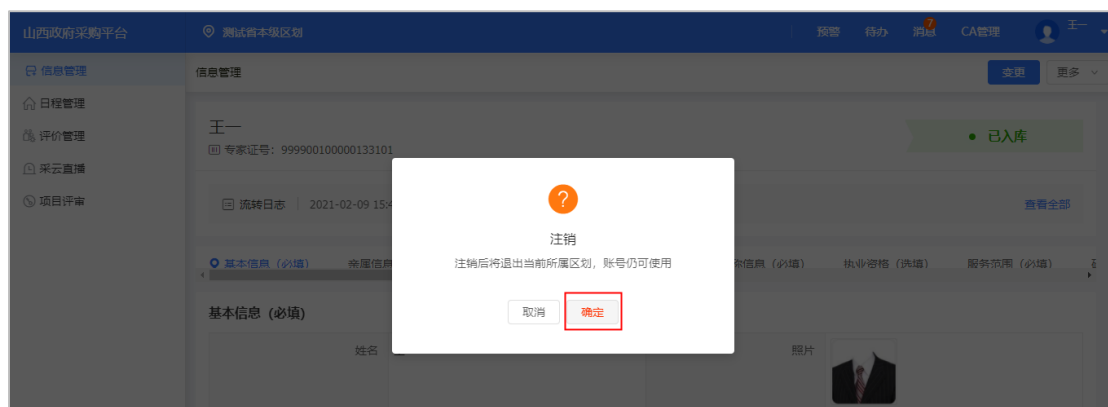 山西政府采购平台
测试省本级区划
预警
待办
消息
7
CA管理
王一
信息管理
日程管理
评价管理
采云直播
项目评审
信息管理
变更
更多
王一
专家证号：999900100000133101
已入库
流转日志
2021-02-09 15:4
查看全部
基本信息（必填）
亲属信息
信息（必填）
执业资格（选填）
服务范围（必填）
基本信息（必填）
姓名
照片
?
注销
注销后将退出当前所属区划，账号仍可使用
取消
确定